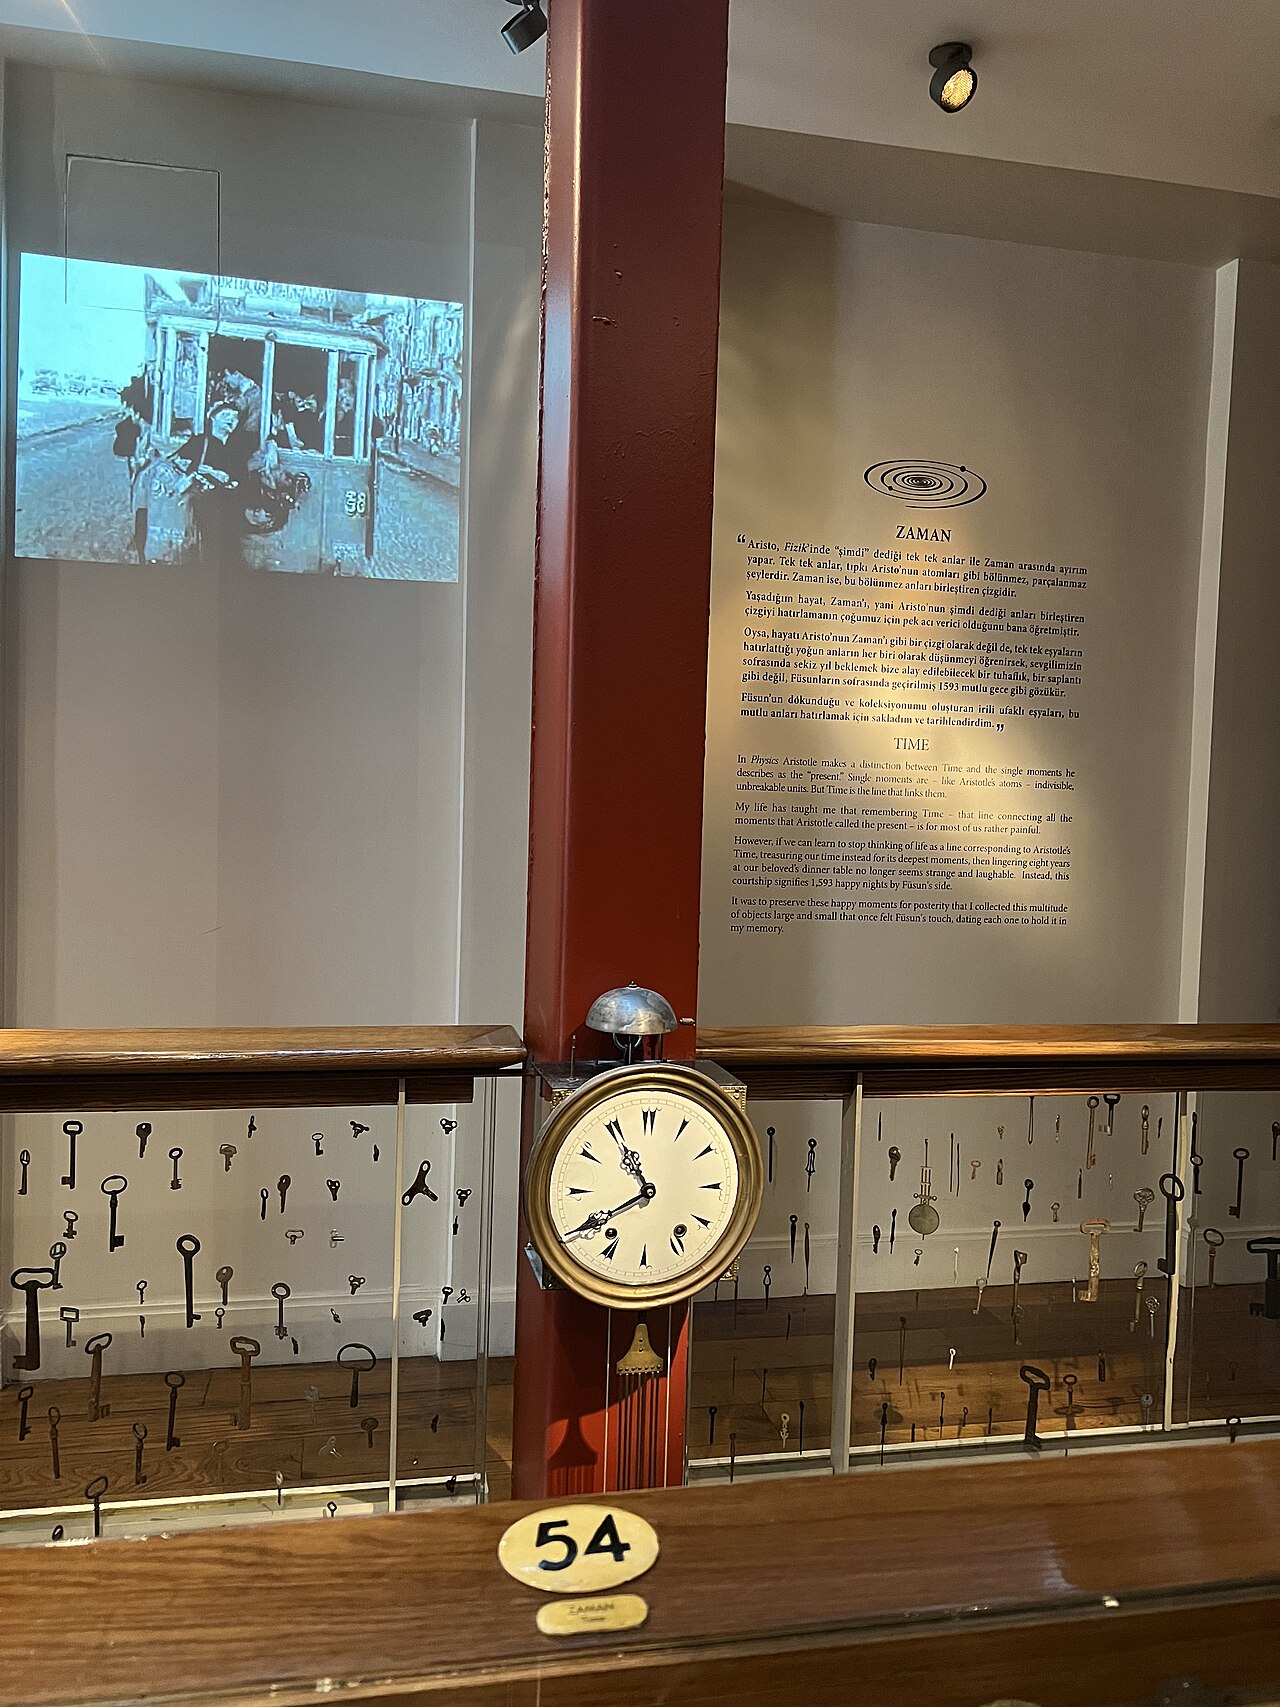 38
ZAMAN
“Aristo, Fizik'inde “şimdi” dediği tek tek anlar ile Zaman arasında ayırım
yapar. Tek tek anlar, tıpkı Aristo'nun atomları gibi bölünmez, parçalanmaz
şeylerdir. Zaman ise, bu bölünmez anları birleştiren çizgidir.
Yaşadığım hayat, Zaman'ı, yani Aristo'nun şimdi dediği anları birleştiren
çizgiyi hatırlamanın çoğumuz için pek acı verici olduğunu bana öğretmiştir.
Oysa, hayatı Aristo'nun Zaman'ı gibi bir çizgi olarak değil de, tek tek eşyaların
hatırlattığı yoğun anların her biri olarak düşünmeyi öğrenirsek, sevgilimizin
sofrasında sekiz yıl beklemek bize alay edilebilecek bir tuhaflık, bir saplantı
gibi değil, Füsunların sofrasında geçirilmiş 1593 mutlu gece gibi gözükür.
Füsun'un dokunduğu ve koleksiyonumu oluşturan irili ufaklı eşyaları, bu
mutlu anları hatırlamak için sakladım ve tarihlendirdim.”
TIME
In Physics Aristotle makes a distinction between Time and the single moments he
describes as the “present.” Single moments are – like Aristotle's atoms – indivisible,
unbreakable units. But Time is the line that links them.
My life has taught me that remembering Time – that line connecting all the
moments that Aristotle called the present – is for most of us rather painful.
However, if we can learn to stop thinking of life as a line corresponding to Aristotle's
Time, treasuring our time instead for its deepest moments, then lingering eight years
at our beloved's dinner table no longer seems strange and laughable. Instead, this
courtship signifies 1,593 happy nights by Füsun's side.
It was to preserve these happy moments for posterity that I collected this multitude
of objects large and small that once felt Füsun's touch, dating each one to hold it in
my memory.
54
ZAMAN